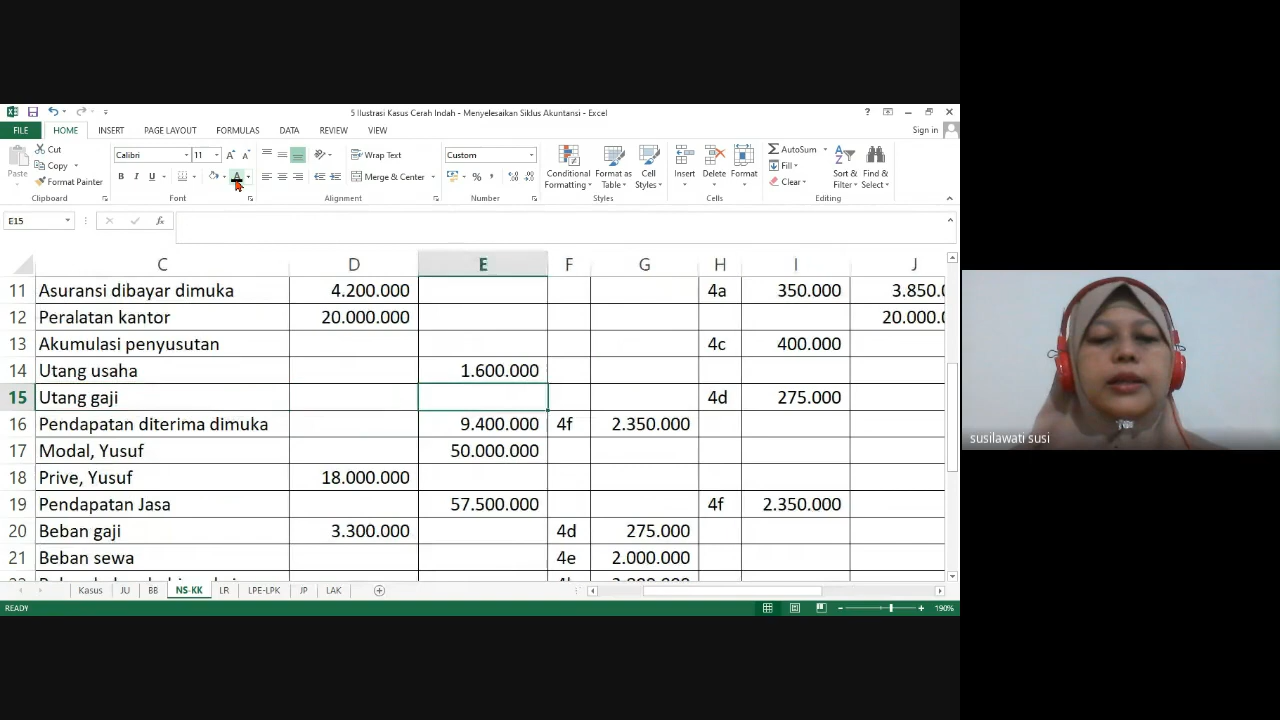 5 Ilustrasi Kasus Cerah Indah - Menyelesaikan Siklus Akuntansi - Excel
FILE HOME INSERT PAGE LAYOUT FORMULAS DATA REVIEW VIEW Sign in
Cut Calibri 11 Wrap Text Custom AutoSum
Paste Copy Fill
Format Painter B I U Merge & Center % Conditional Formatting Format as Table Cell Styles Insert Delete Format Clear Sort & Filter Find & Select
Clipboard Font Alignment Number Styles Cells Editing
E15 fx
C D E F G H I J
11 Asuransi dibayar dimuka 4.200.000 4a 350.000 3.850.0
12 Peralatan kantor 20.000.000 20.000.0
13 Akumulasi penyusutan 4c 400.000
14 Utang usaha 1.600.000
15 Utang gaji 4d 275.000
16 Pendapatan diterima dimuka 9.400.000 4f 2.350.000
17 Modal, Yusuf 50.000.000
18 Prive, Yusuf 18.000.000
19 Pendapatan Jasa 57.500.000 4f 2.350.000
20 Beban gaji 3.300.000 4d 275.000
21 Beban sewa 4e 2.000.000
Kasus JU BB NS-KK LR LPE-LPK JP LAK
READY 190%
susilawati susi